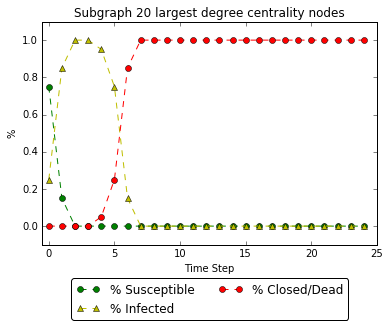 Subgraph 20 largest degree centrality nodes
1.0
0.8
0.6
0.4
0.2
0.0
%
0
5
10
15
20
25
Time Step
% Susceptible
% Infected
% Closed/Dead